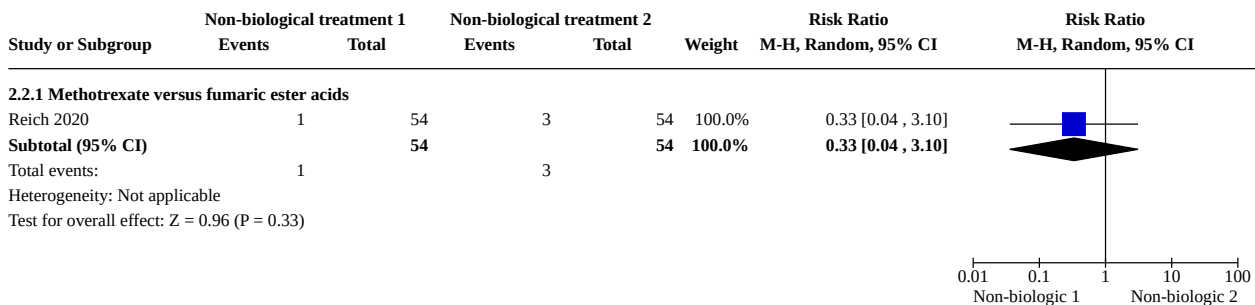 Non-biological treatment 1 Non-biological treatment 2 Risk Ratio Risk Ratio
Study or Subgroup Events Total Events Total Weight M-H, Random, 95% CI M-H, Random, 95% CI
2.2.1 Methotrexate versus fumaric ester acids
Reich 2020 1 54 3 54 100.0% 0.33 [0.04 , 3.10]
Subtotal (95% CI) 54 54 100.0% 0.33 [0.04 , 3.10]
Total events: 1 3
Heterogeneity: Not applicable
Test for overall effect: Z = 0.96 (P = 0.33)
0.01 0.1 1 10 100
Non-biologic 1 Non-biologic 2